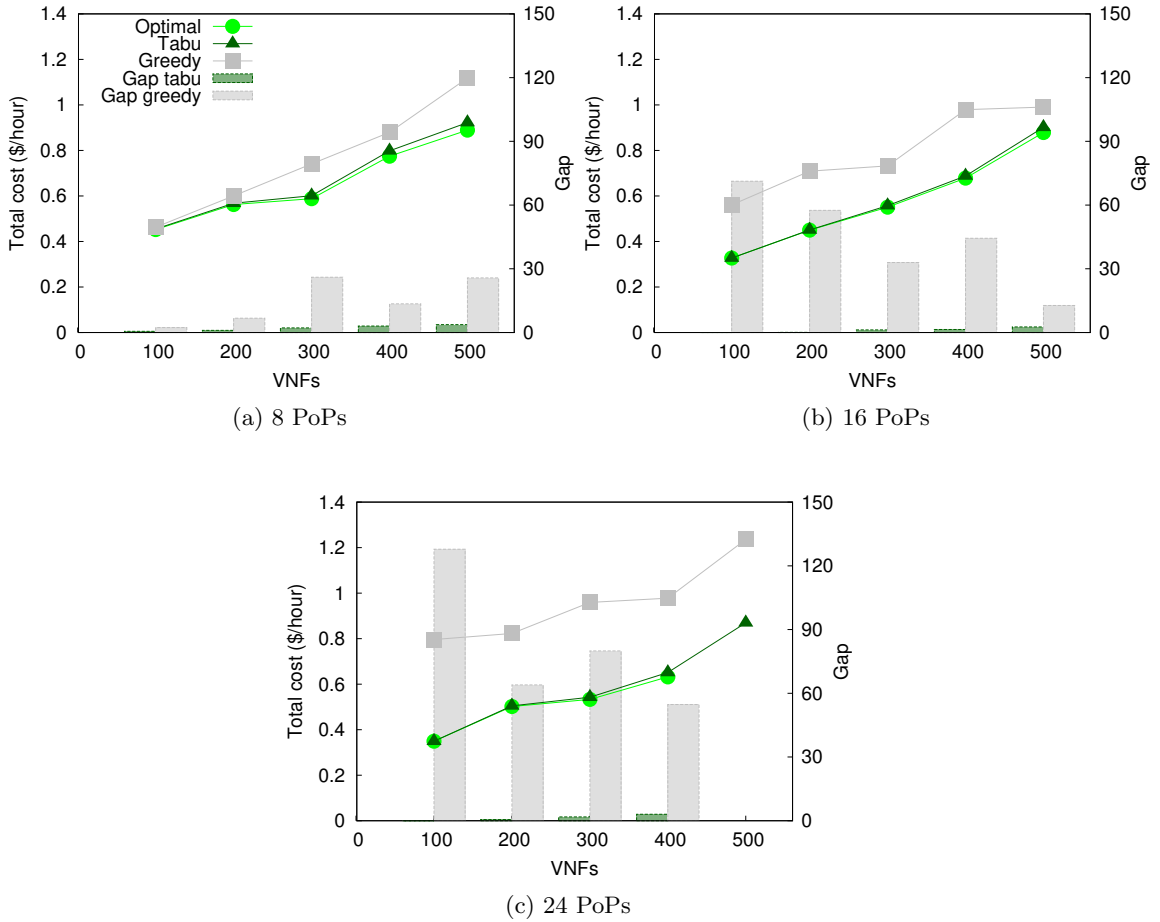 1.4
1.2
1
0.8
0.6
0.4
0.2
0
150
120
90
60
30
0
Optimal
Tabu
Greedy
Gap tabu
Gap greedy
Total cost ($/hour)
Gap
0 100 200 300 400 500
VNFs
(a) 8 PoPs
1.4
1.2
1
0.8
0.6
0.4
0.2
0
150
120
90
60
30
0
Total cost ($/hour)
Gap
0 100 200 300 400 500
VNFs
(b) 16 PoPs
1.4
1.2
1
0.8
0.6
0.4
0.2
0
150
120
90
60
30
0
Total cost ($/hour)
Gap
0 100 200 300 400 500
VNFs
(c) 24 PoPs